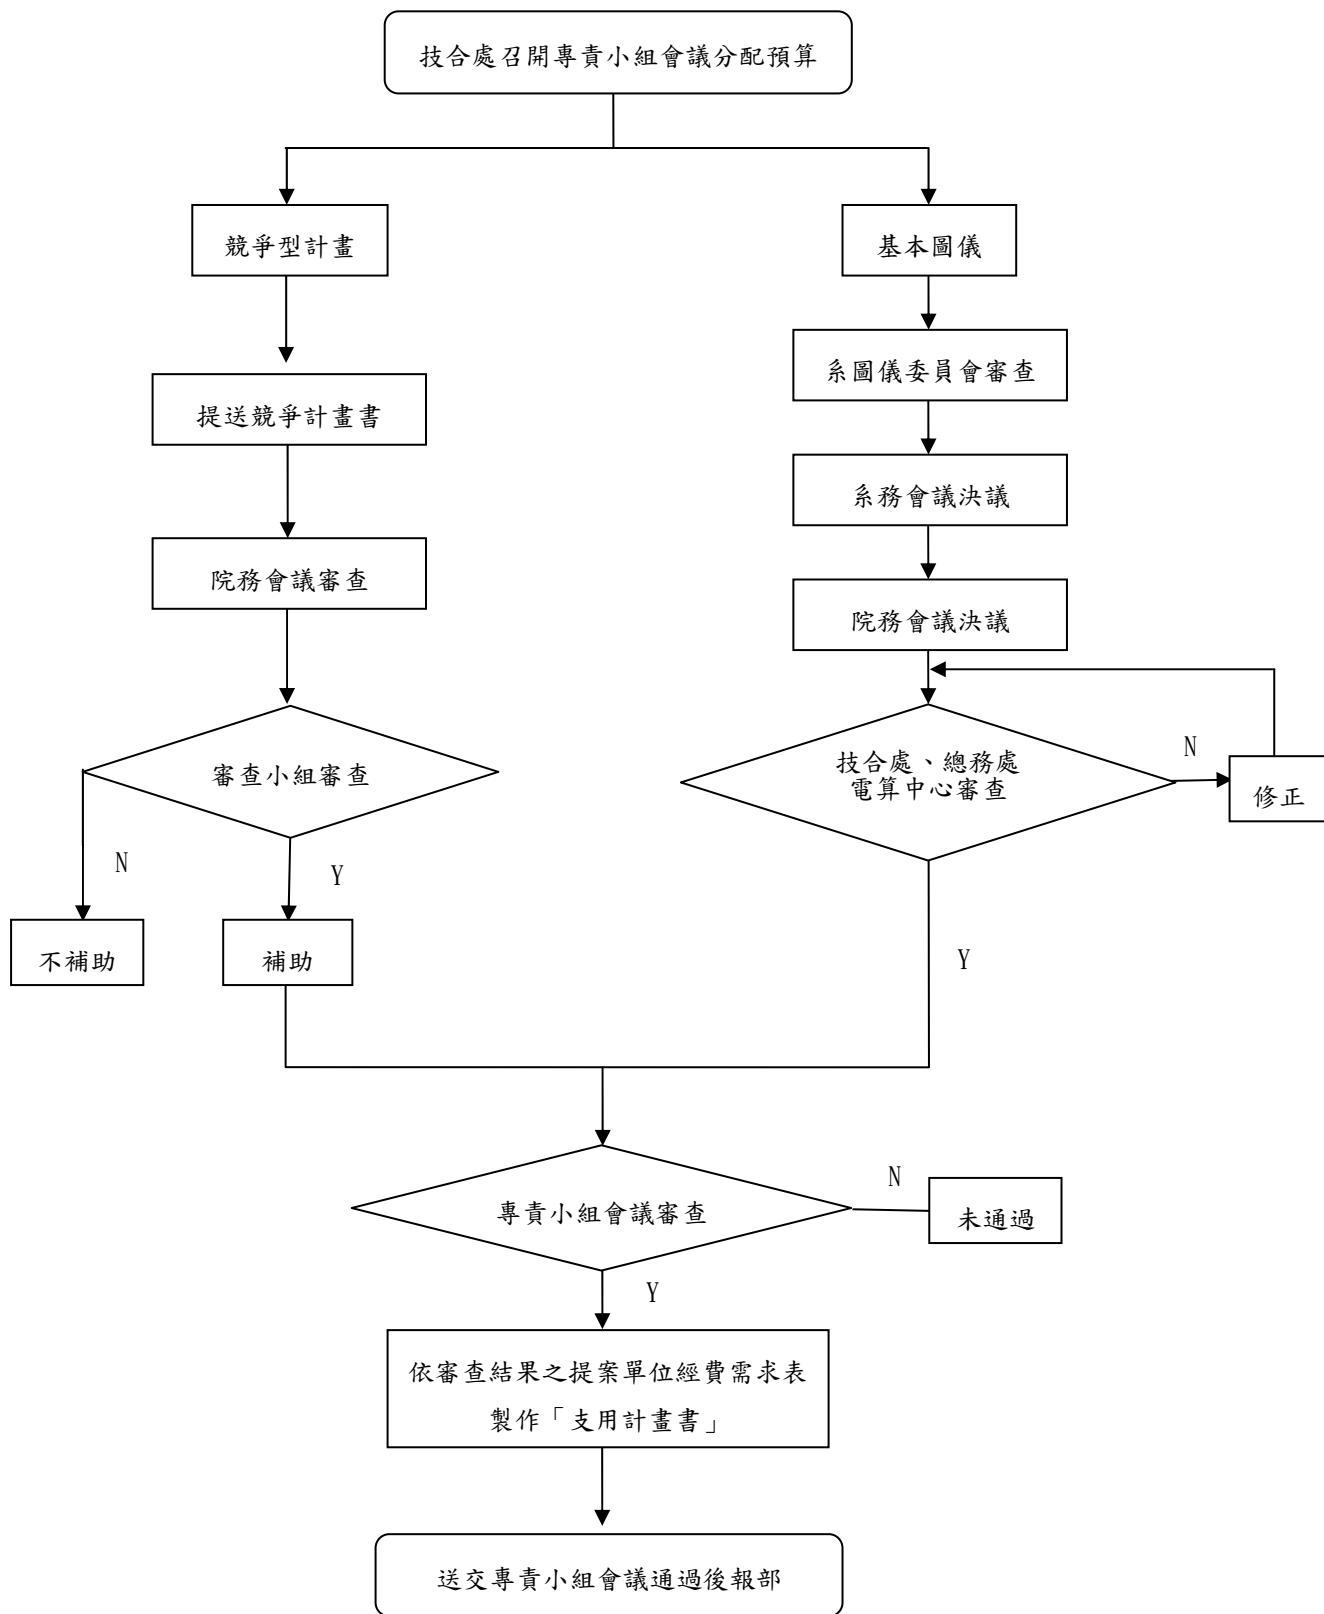 技合處召開專責小組會議分配預算
競爭型計畫
基本圖儀
系圖儀委員會審查
提送競爭計畫書
系務會議決議
院務會議審查
院務會議決議
審查小組審查
技合處、總務處
電算中心審查
N
修正
N
Y
不補助
補助
Y
專責小組會議審查
N
未通過
Y
依審查結果之提案單位經費需求表
製作「支用計畫書」
送交專責小組會議通過後報部